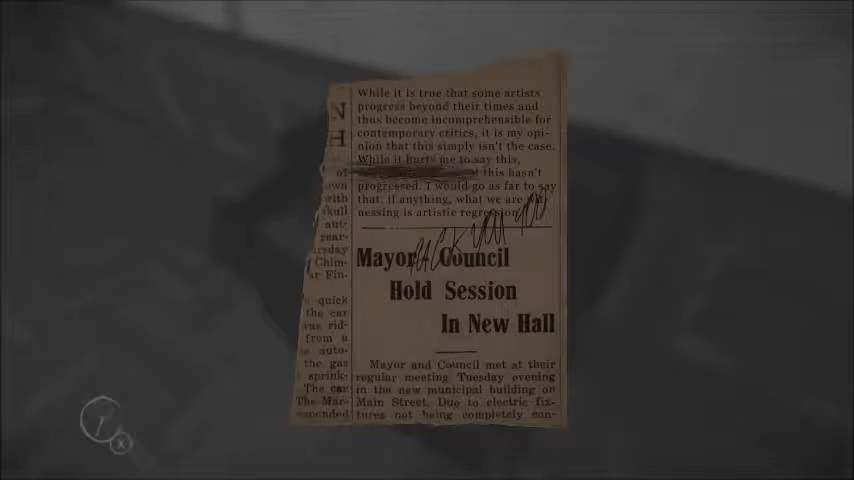 While it is true that some artists
progress beyond their times and
thus become incomprehensible for
contemporary critics, it is my opi-
nion that this simply isn't the case.
While it hurts me to say this,
this hasn't
progressed. I would go as far to say
that, if anything, what we are
nessing is artistic regression
Mayor Council
Hold Session
In New Hall
Mayor and Council met at their
regular meeting Tuesday evening
in the new municipal building on
Main Street. Due to electric fix-
tures not being completely con-
N
H
of
own
with
skull
aut-
rear-
rsday
Chim-
ar Fin-
quick
the car
was rid-
from a
auto-
the gas
sprink-
The car
The Mar-
esponded
X